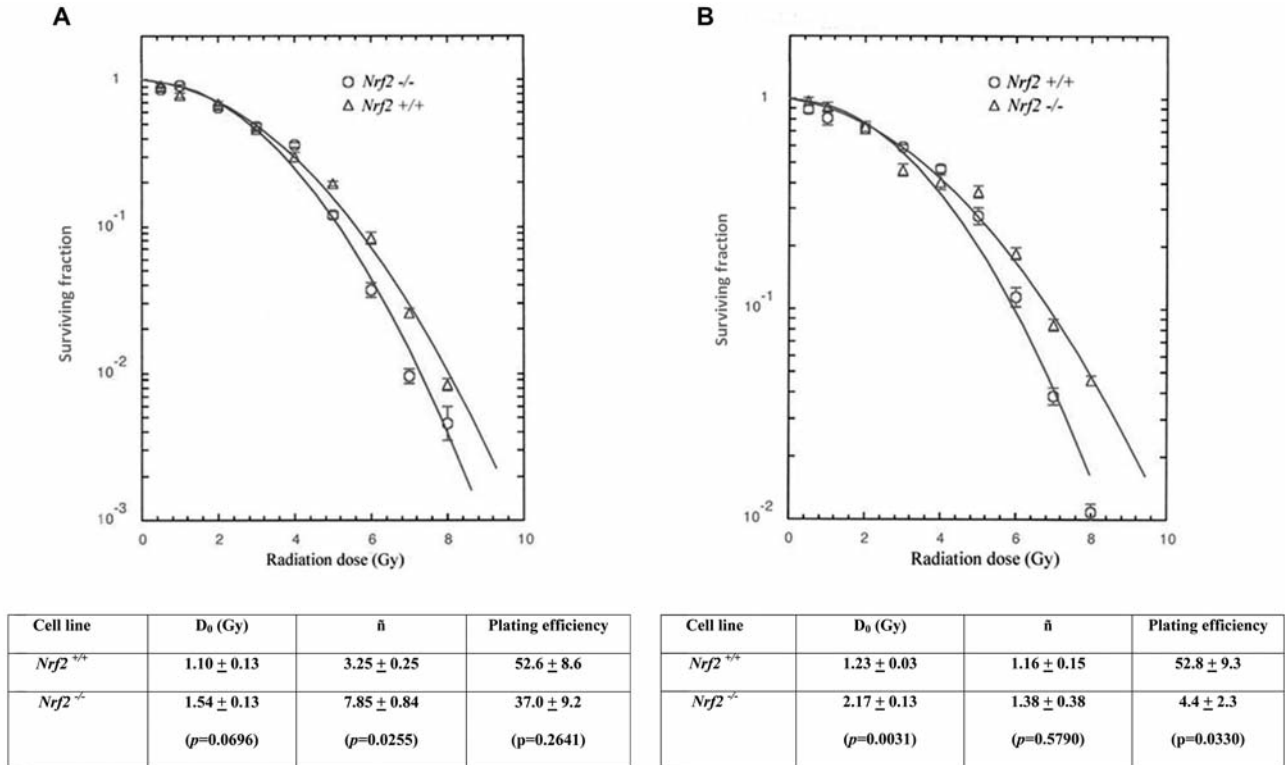 A
Nrf2 -/-
Nrf2 +/+
1
10⁻¹
10⁻²
10⁻³
Surviving fraction
0 2 4 6 8 10
Radiation dose (Gy)
B
Nrf2 +/+
Nrf2 -/-
1
10⁻¹
10⁻²
Surviving fraction
0 2 4 6 8 10
Radiation dose (Gy)
Cell line D₀ (Gy) ñ Plating efficiency
Nrf2 +/+ 1.10 ± 0.13 3.25 ± 0.25 52.6 ± 8.6
Nrf2 -/- 1.54 ± 0.13 7.85 ± 0.84 37.0 ± 9.2
(p=0.0696) (p=0.0255) (p=0.2641)
Cell line D₀ (Gy) ñ Plating efficiency
Nrf2 +/+ 1.23 ± 0.03 1.16 ± 0.15 52.8 ± 9.3
Nrf2 -/- 2.17 ± 0.13 1.38 ± 0.38 4.4 ± 2.3
(p=0.0031) (p=0.5790) (p=0.0330)